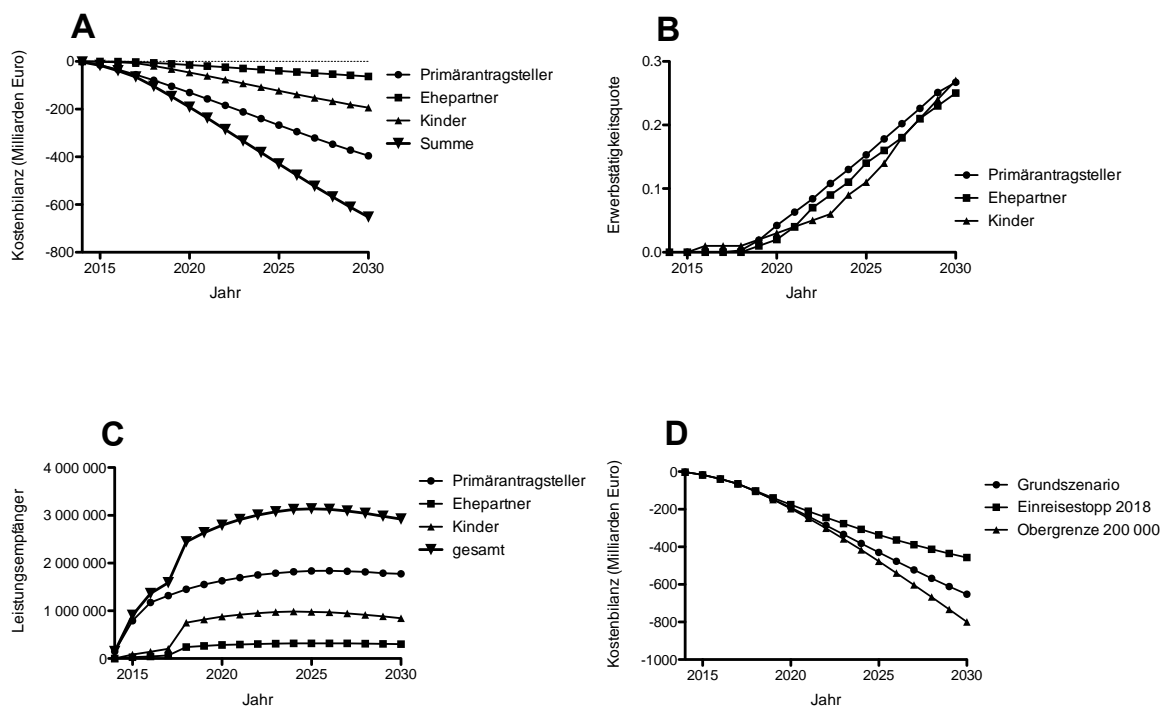 A
Kostenbilanz (Milliarden Euro)
0
-200
-400
-600
-800
2015 2020 2025 2030
Jahr
Primärantragsteller
Ehepartner
Kinder
Summe
B
Erwerbstätigkeitsquote
0.3
0.2
0.1
0.0
2015 2020 2025 2030
Jahr
Primärantragsteller
Ehepartner
Kinder
C
Leistungsempfänger
4 000 000
3 000 000
2 000 000
1 000 000
0
2015 2020 2025 2030
Jahr
Primärantragsteller
Ehepartner
Kinder
gesamt
D
Kostenbilanz (Milliarden Euro)
0
-200
-400
-600
-800
-1000
2015 2020 2025 2030
Jahr
Grundszenario
Einreisestopp 2018
Obergrenze 200 000